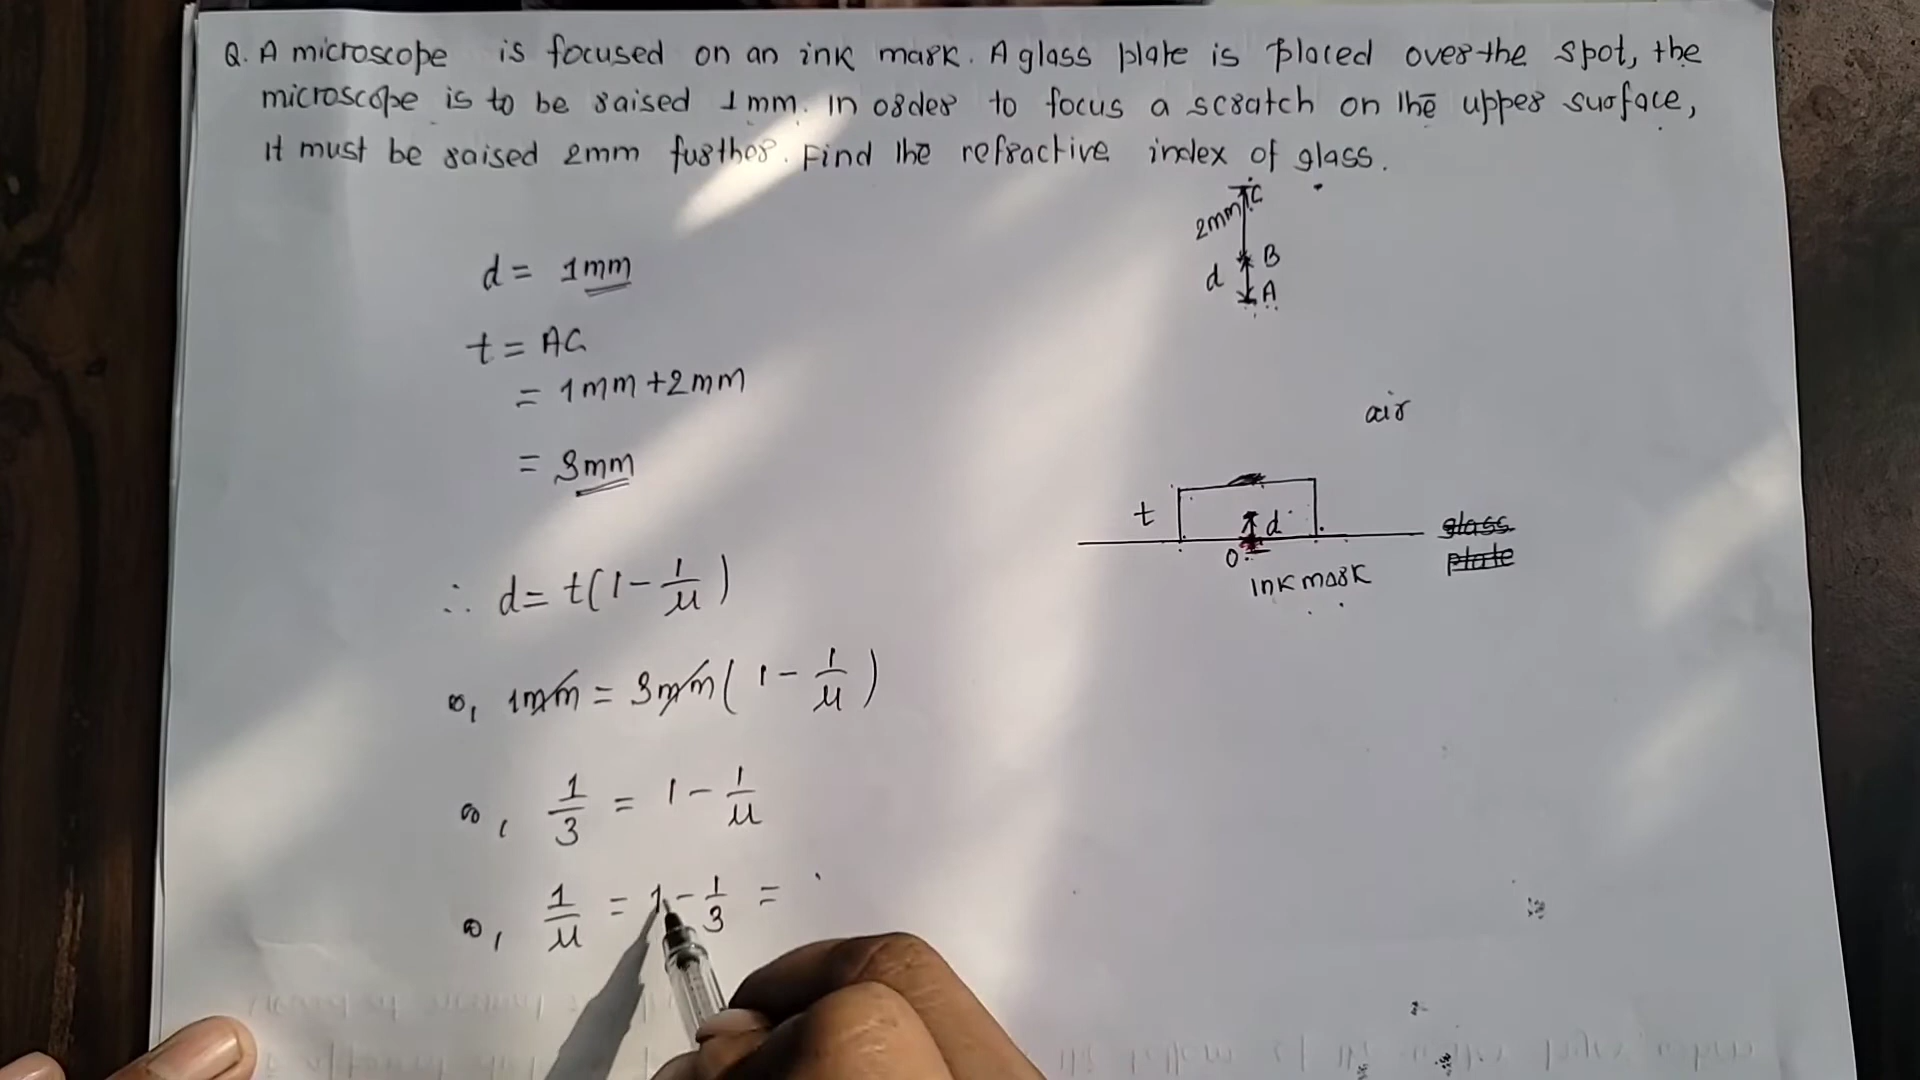 Q. A microscope is focused on an ink mark. A glass plate is placed over the spot, the
microscope is to be raised 1mm. In order to focus a scratch on the upper surface,
it must be raised 2mm further. Find the refractive index of glass.
2mm C
d = 1mm
B
d A
t = AC
= 1mm + 2mm
air
= 3mm
t d glass
O plate
ink mark
∴ d = t(1 - 1/μ)
or, 1mm = 3mm(1 - 1/μ)
or, 1/3 = 1 - 1/μ
or, 1/μ = 1 - 1/3 =